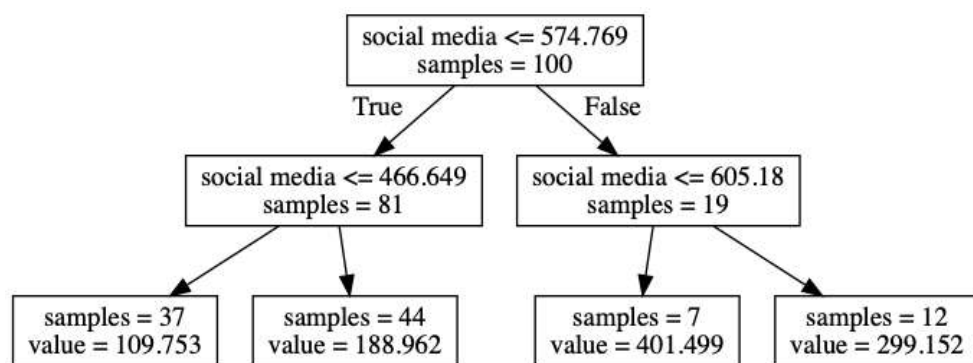 social media <= 574.769
samples = 100
True
False
social media <= 466.649
samples = 81
social media <= 605.18
samples = 19
samples = 37
value = 109.753
samples = 44
value = 188.962
samples = 7
value = 401.499
samples = 12
value = 299.152